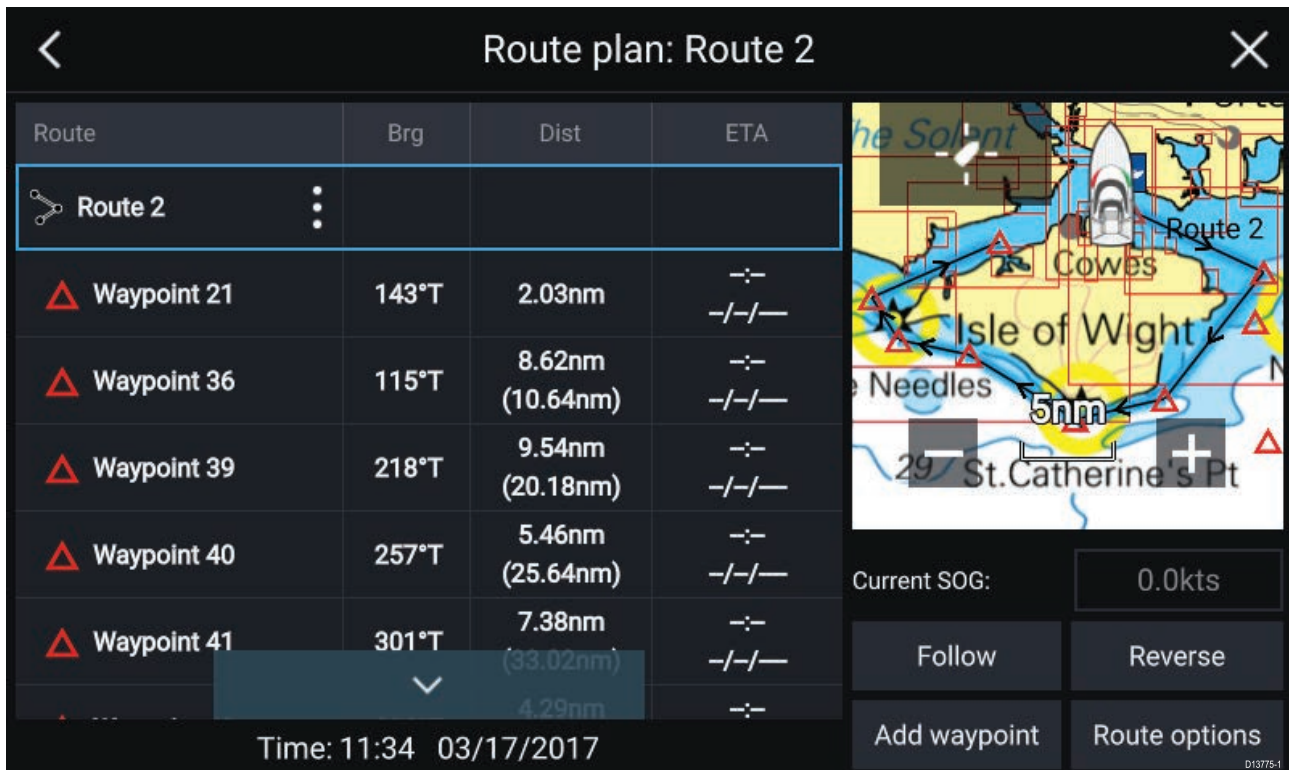 Route plan: Route 2
Route Brg Dist ETA
Route 2
Waypoint 21 143°T 2.03nm --:--
--/--/----
Waypoint 36 115°T 8.62nm --:--
(10.64nm) --/--/----
Waypoint 39 218°T 9.54nm --:--
(20.18nm) --/--/----
Waypoint 40 257°T 5.46nm --:--
(25.64nm) --/--/----
Waypoint 41 301°T 7.38nm --:--
(33.02nm) --/--/----
4.29nm --:--
Time: 11:34 03/17/2017
he Solent
Route 2
Cowes
Isle of Wight
Needles
5nm
29 St.Catherine's Pt
Current SOG: 0.0kts
Follow Reverse
Add waypoint Route options
D13775-1